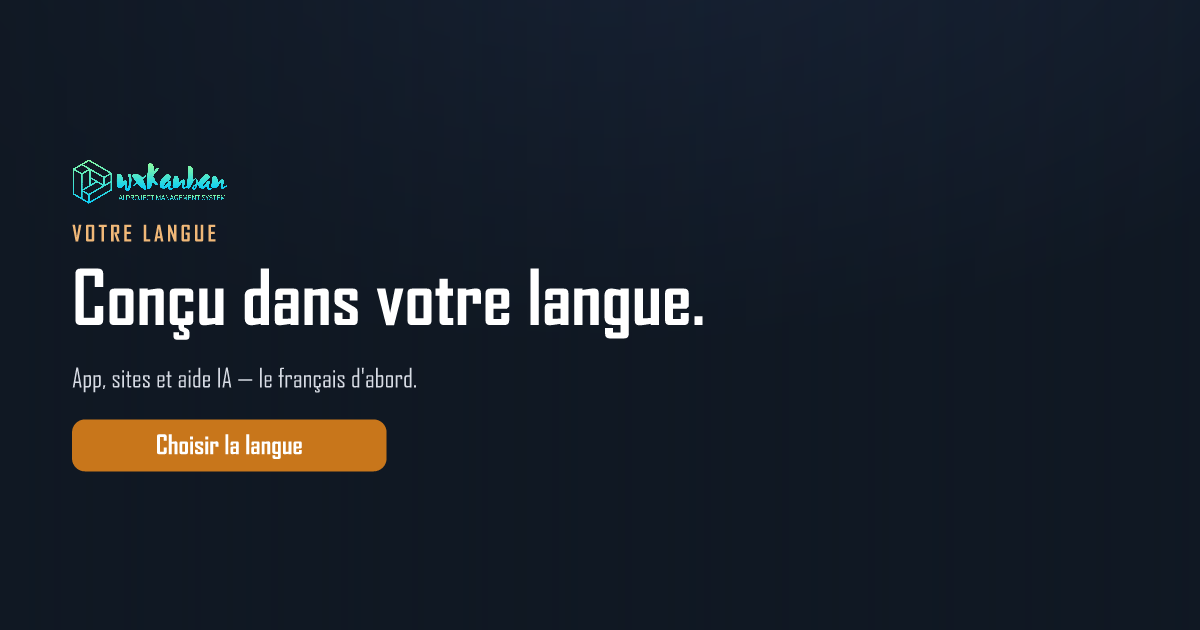 wxkanban
AI PROJECT MANAGEMENT SYSTEM
VOTRE LANGUE
Conçu dans votre langue.
App, sites et aide IA — le français d'abord.
Choisir la langue